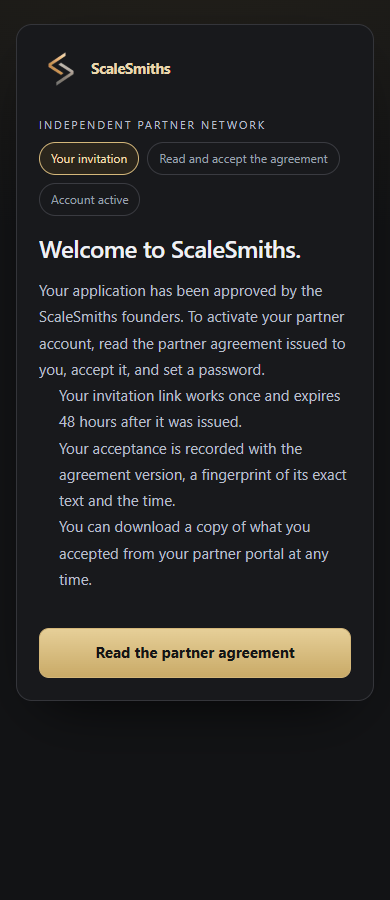 ScaleSmiths
INDEPENDENT PARTNER NETWORK
Your invitation
Read and accept the agreement
Account active
Welcome to ScaleSmiths.
Your application has been approved by the
ScaleSmiths founders. To activate your partner
account, read the partner agreement issued to
you, accept it, and set a password.
Your invitation link works once and expires
48 hours after it was issued.
Your acceptance is recorded with the
agreement version, a fingerprint of its exact
text and the time.
You can download a copy of what you
accepted from your partner portal at any
time.
Read the partner agreement